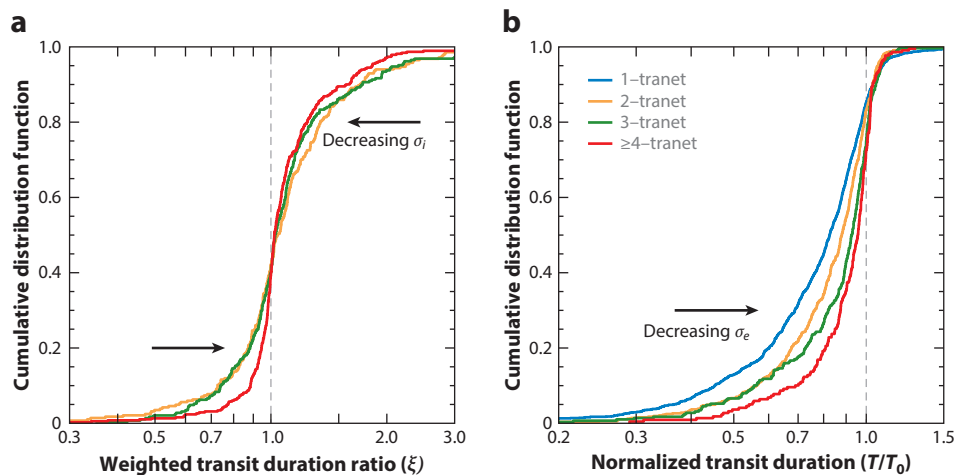 a
Cumulative distribution function
1.0
0.8
0.6
0.4
0.2
0
0.3
0.5
0.7
1.0
2.0
3.0
Decreasing σi
Weighted transit duration ratio (ξ)
b
Cumulative distribution function
1.0
0.8
0.6
0.4
0.2
0
0.2
0.5
0.7
1.0
1.5
1–tranet
2–tranet
3–tranet
≥4–tranet
Decreasing σe
Normalized transit duration (T/T0)